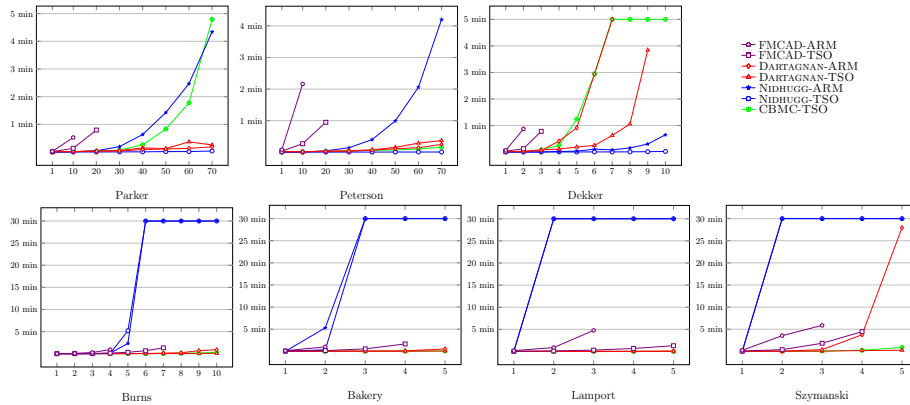 5 min
4 min
3 min
2 min
1 min
1 10 20 30 40 50 60 70
Parker
4 min
3 min
2 min
1 min
1 10 20 30 40 50 60 70
Peterson
5 min
4 min
3 min
2 min
1 min
1 2 3 4 5 6 7 8 9 10
Dekker
FMCAD-ARM
FMCAD-TSO
DARTAGNAN-ARM
DARTAGNAN-TSO
NIDHUGG-ARM
NIDHUGG-TSO
CBMC-TSO
30 min
25 min
20 min
15 min
10 min
5 min
1 2 3 4 5 6 7 8 9 10
Burns
30 min
25 min
20 min
15 min
10 min
5 min
1 2 3 4 5
Bakery
30 min
25 min
20 min
15 min
10 min
5 min
1 2 3 4 5
Lamport
30 min
25 min
20 min
15 min
10 min
5 min
1 2 3 4 5
Szymanski